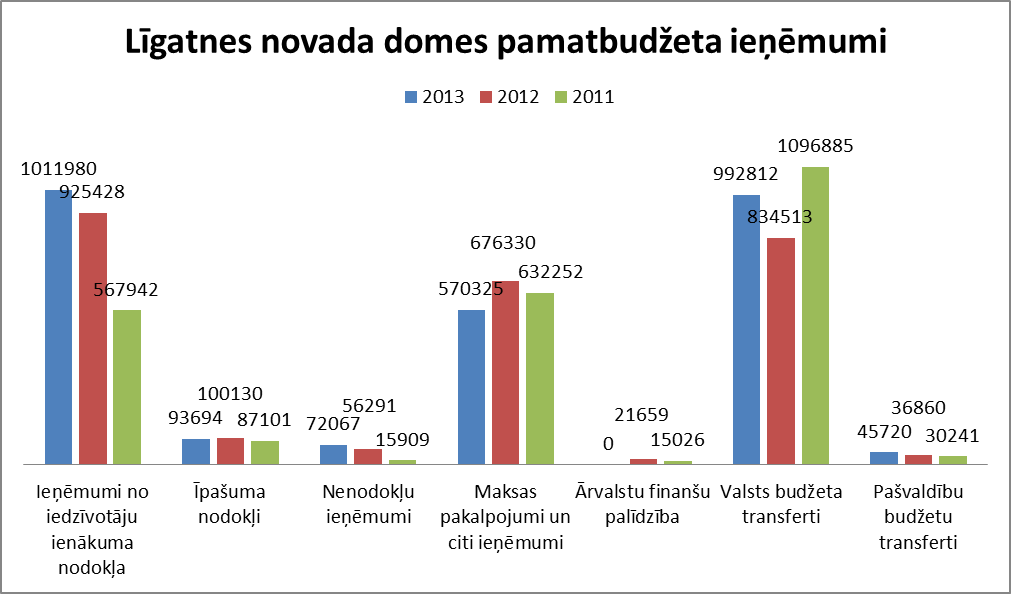 Līgatnes novada domes pamatbudžeta ieņēmumi
2013 2012 2011
1011980
925428
567942
93694
100130
87101
72067
56291
15909
570325
676330
632252
0
21659
15026
992812
834513
1096885
45720
36860
30241
Ieņēmumi no
iedzīvotāju
ienākuma
nodokļa
Īpašuma
nodokļi
Nenodokļu
ieņēmumi
Maksas
pakalpojumi un
citi ieņēmumi
Ārvalstu finanšu
palīdzība
Valsts budžeta
transferti
Pašvaldību
budžetu
transferti